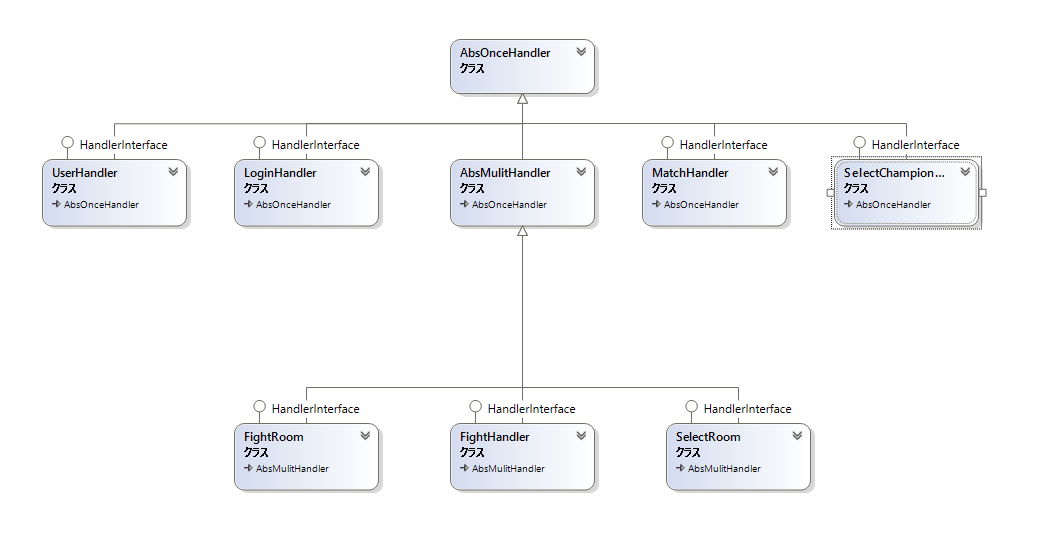 AbsOnceHandler
クラス
HandlerInterface
HandlerInterface
HandlerInterface
HandlerInterface
UserHandler
クラス
AbsOnceHandler
LoginHandler
クラス
AbsOnceHandler
AbsMulitHandler
クラス
AbsOnceHandler
MatchHandler
クラス
AbsOnceHandler
SelectChampion...
クラス
AbsOnceHandler
HandlerInterface
HandlerInterface
HandlerInterface
FightRoom
クラス
AbsMulitHandler
FightHandler
クラス
AbsMulitHandler
SelectRoom
クラス
AbsMulitHandler